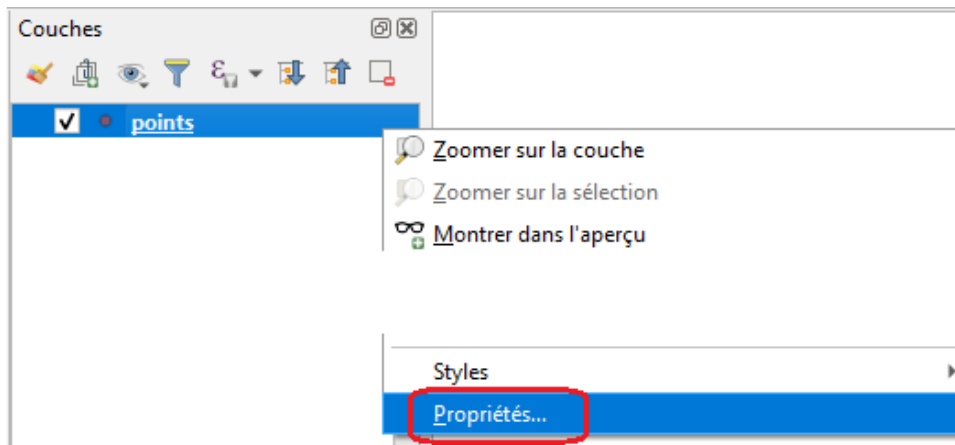 Couches
points
Zoomer sur la couche
Zoomer sur la sélection
Montrer dans l'aperçu
Styles
Propriétés...